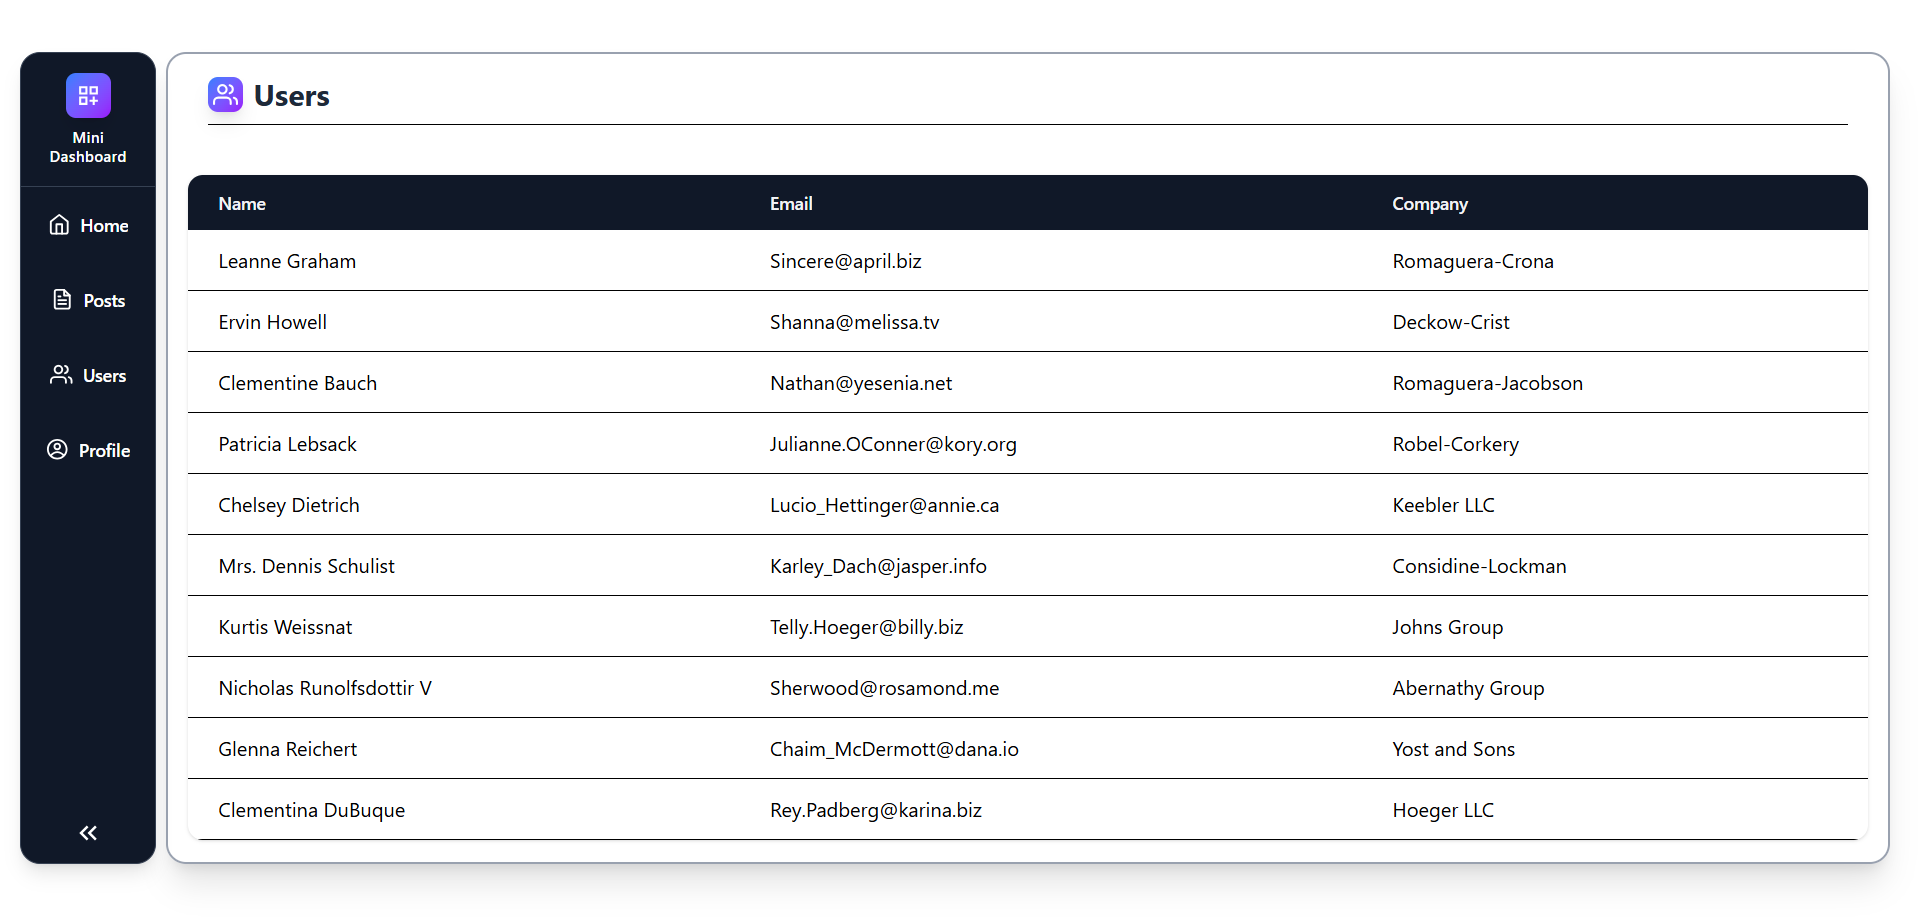 Mini
Dashboard
Home
Posts
Users
Profile
Users
Name Email Company
Leanne Graham Sincere@april.biz Romaguera-Crona
Ervin Howell Shanna@melissa.tv Deckow-Crist
Clementine Bauch Nathan@yesenia.net Romaguera-Jacobson
Patricia Lebsack Julianne.OConner@kory.org Robel-Corkery
Chelsey Dietrich Lucio_Hettinger@annie.ca Keebler LLC
Mrs. Dennis Schulist Karley_Dach@jasper.info Considine-Lockman
Kurtis Weissnat Telly.Hoeger@billy.biz Johns Group
Nicholas Runolfsdottir V Sherwood@rosamond.me Abernathy Group
Glenna Reichert Chaim_McDermott@dana.io Yost and Sons
Clementina DuBuque Rey.Padberg@karina.biz Hoeger LLC